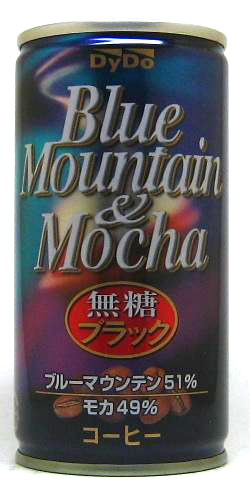 DyDo
Blue
Mountain
&
Mocha
無糖
ブラック
ブルーマウンテン51%
モカ49%
コーヒー